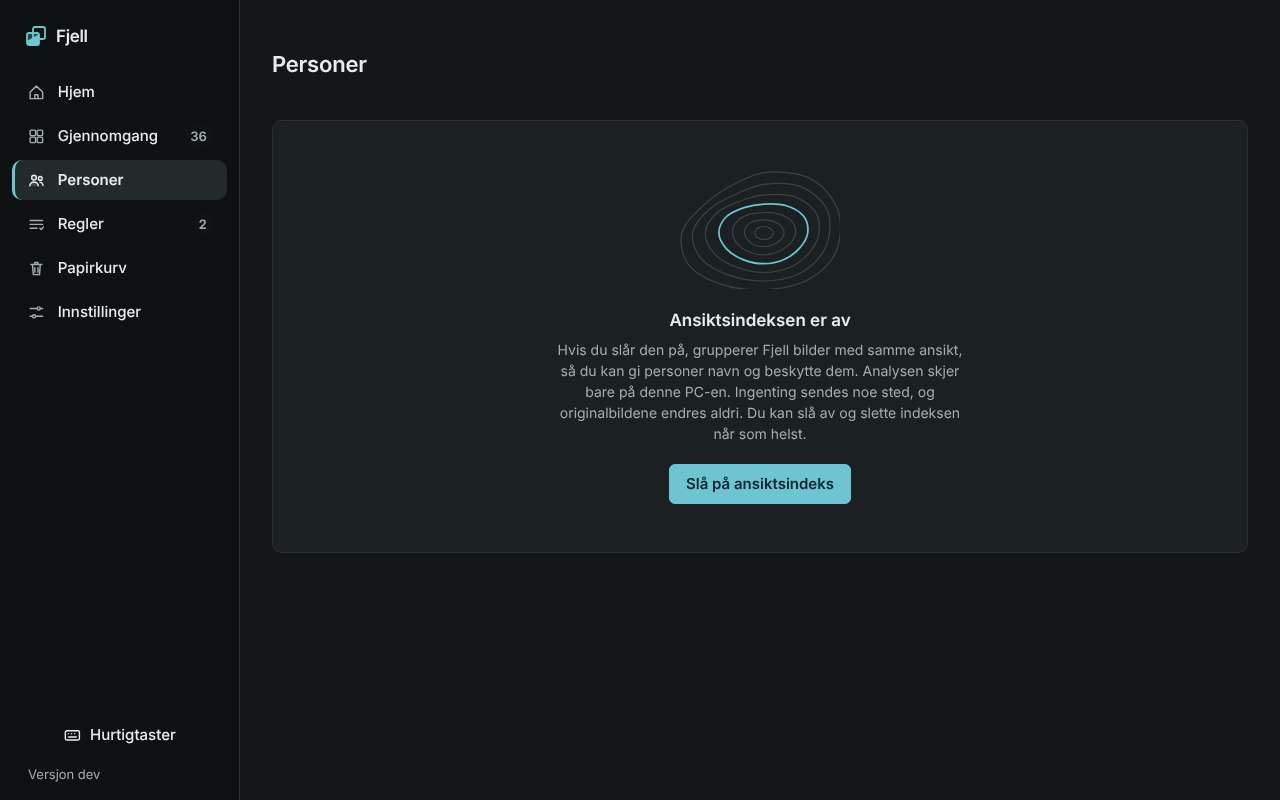 Fjell
Hjem
Gjennomgang 36
Personer
Regler 2
Papirkurv
Innstillinger
Hurtigtaster
Versjon dev
Personer
Ansiktsindeksen er av
Hvis du slår den på, grupperer Fjell bilder med samme ansikt,
så du kan gi personer navn og beskytte dem. Analysen skjer
bare på denne PC-en. Ingenting sendes noe sted, og
originalbildene endres aldri. Du kan slå av og slette indeksen
når som helst.
Slå på ansiktsindeks